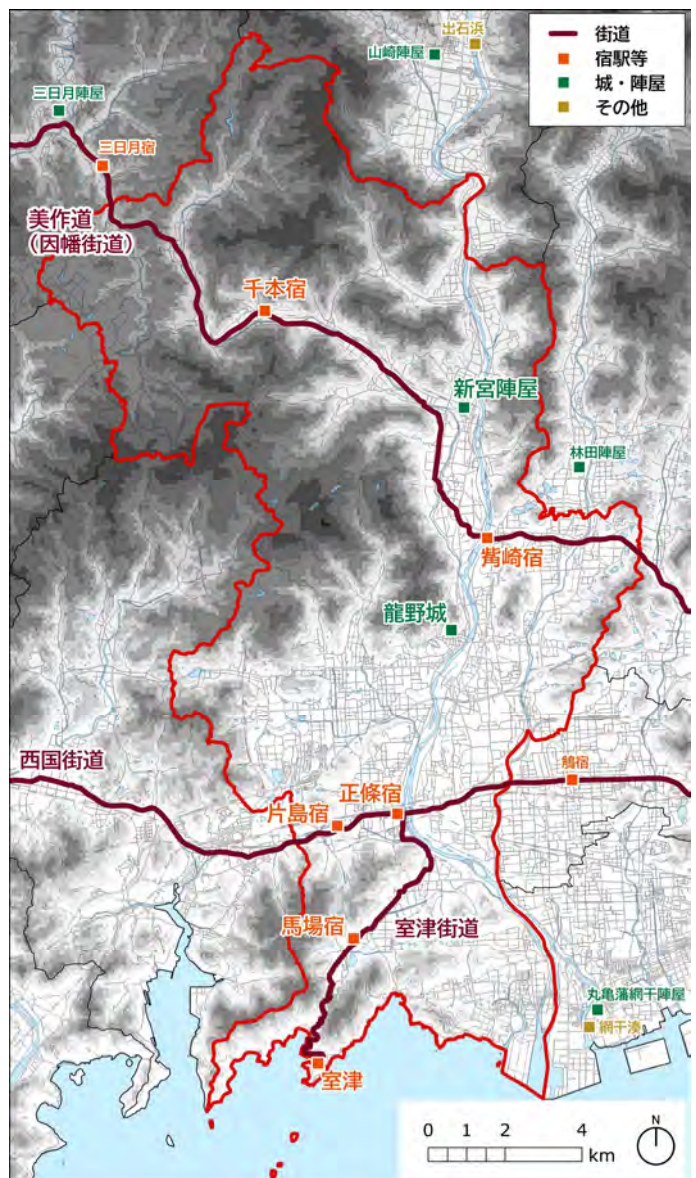 街道
宿駅等
城・陣屋
その他
出石浜
山崎陣屋
三日月陣屋
三日月宿
美作道
(因幡街道)
千本宿
新宮陣屋
林田陣屋
觜崎宿
龍野城
西国街道
鵤宿
正條宿
片島宿
馬場宿
室津街道
丸亀藩網干陣屋
網干湊
室津
0 1 2 4
km
N